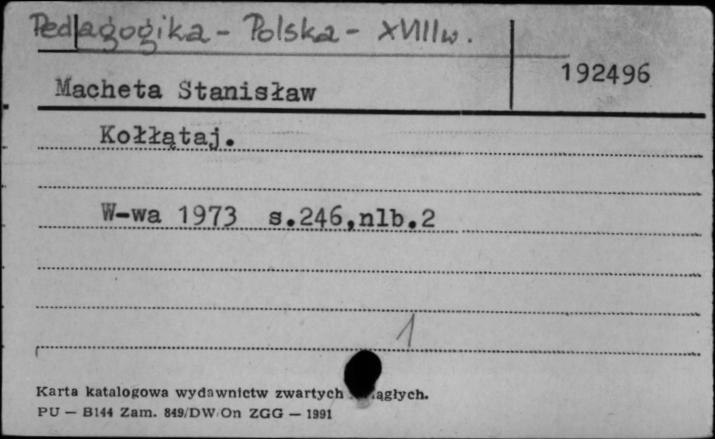 Pedagogika - Polska - XVIII w.
192496
Macheta Stanisław
Kołłątaj.
W-wa 1973 s.246,nlb.2
1
Karta katalogowa wydawnictw zwartych
PU — B144 Zam. 849/DW/On ZGG — 1991